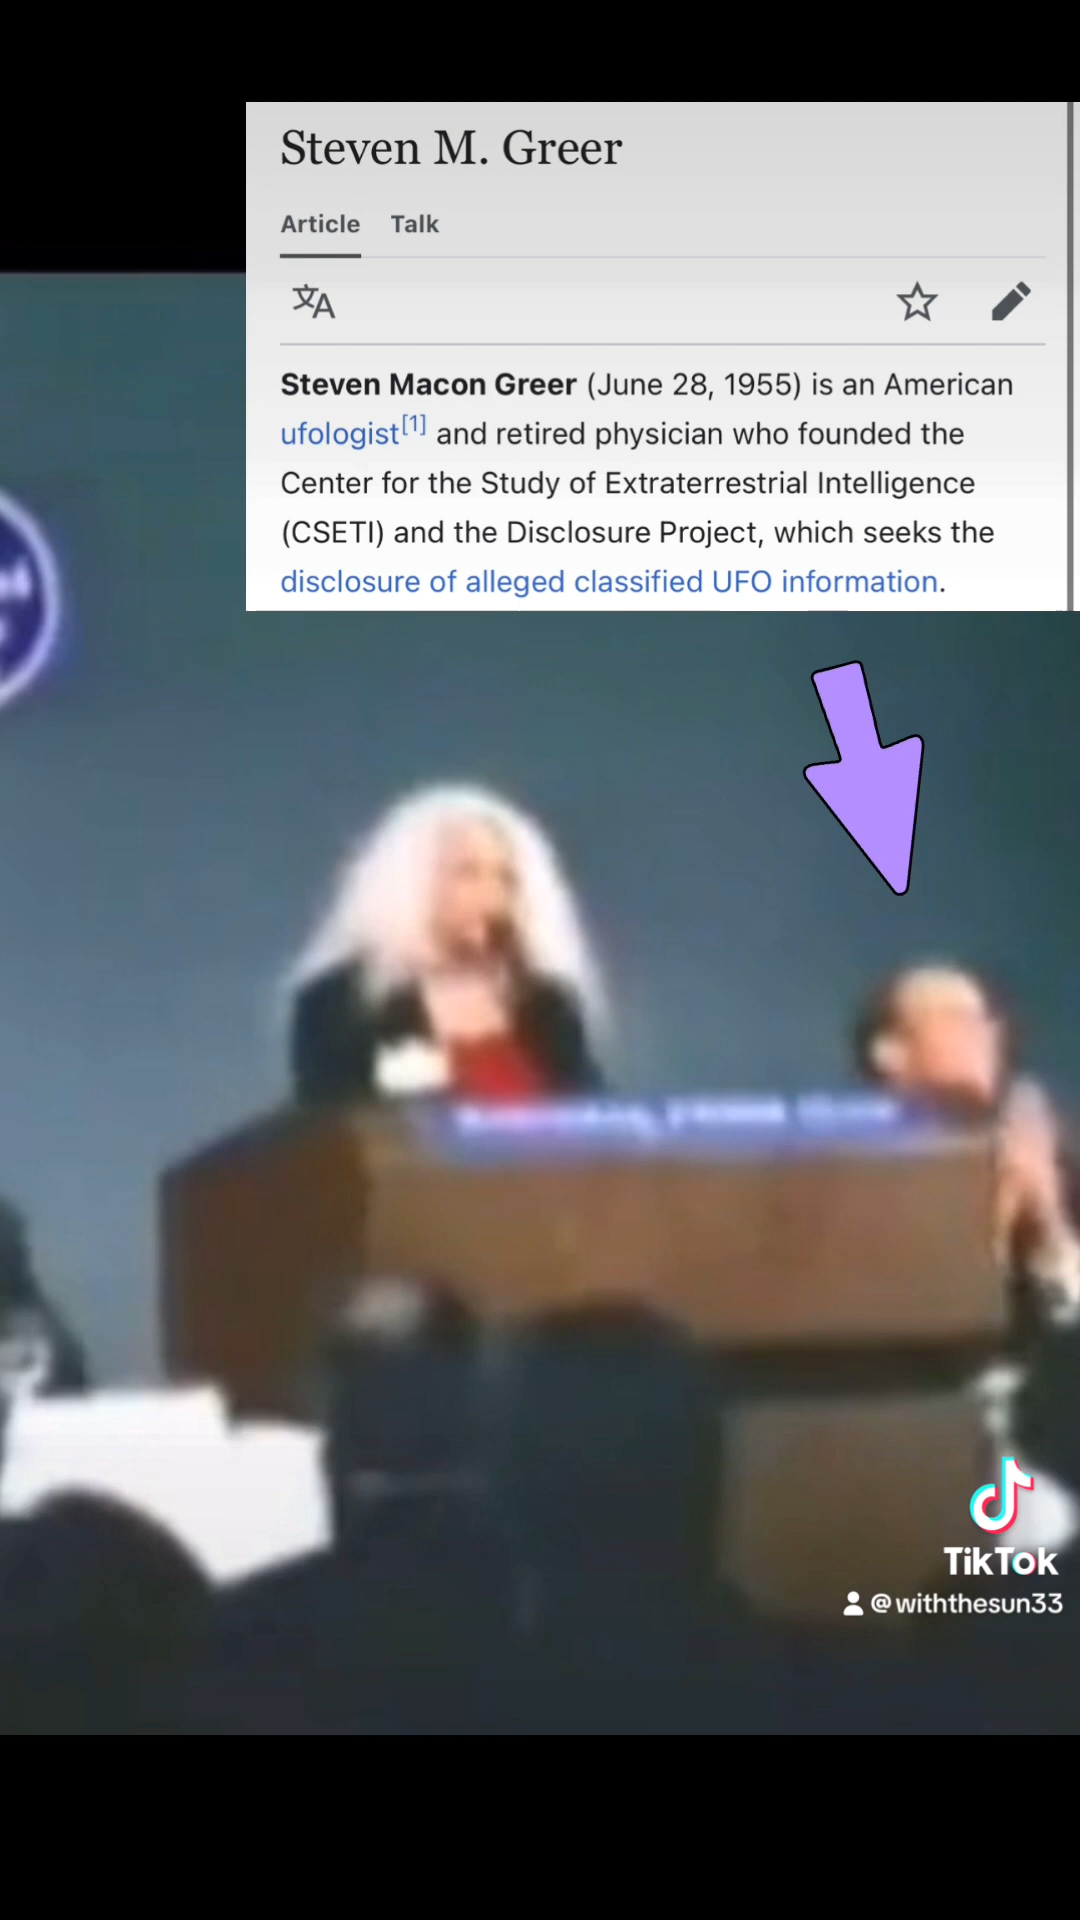 Steven M. Greer
Article Talk
文A
Steven Macon Greer (June 28, 1955) is an American
ufologist[1] and retired physician who founded the
Center for the Study of Extraterrestrial Intelligence
(CSETI) and the Disclosure Project, which seeks the
disclosure of alleged classified UFO information.
TikTok
@withthesun33